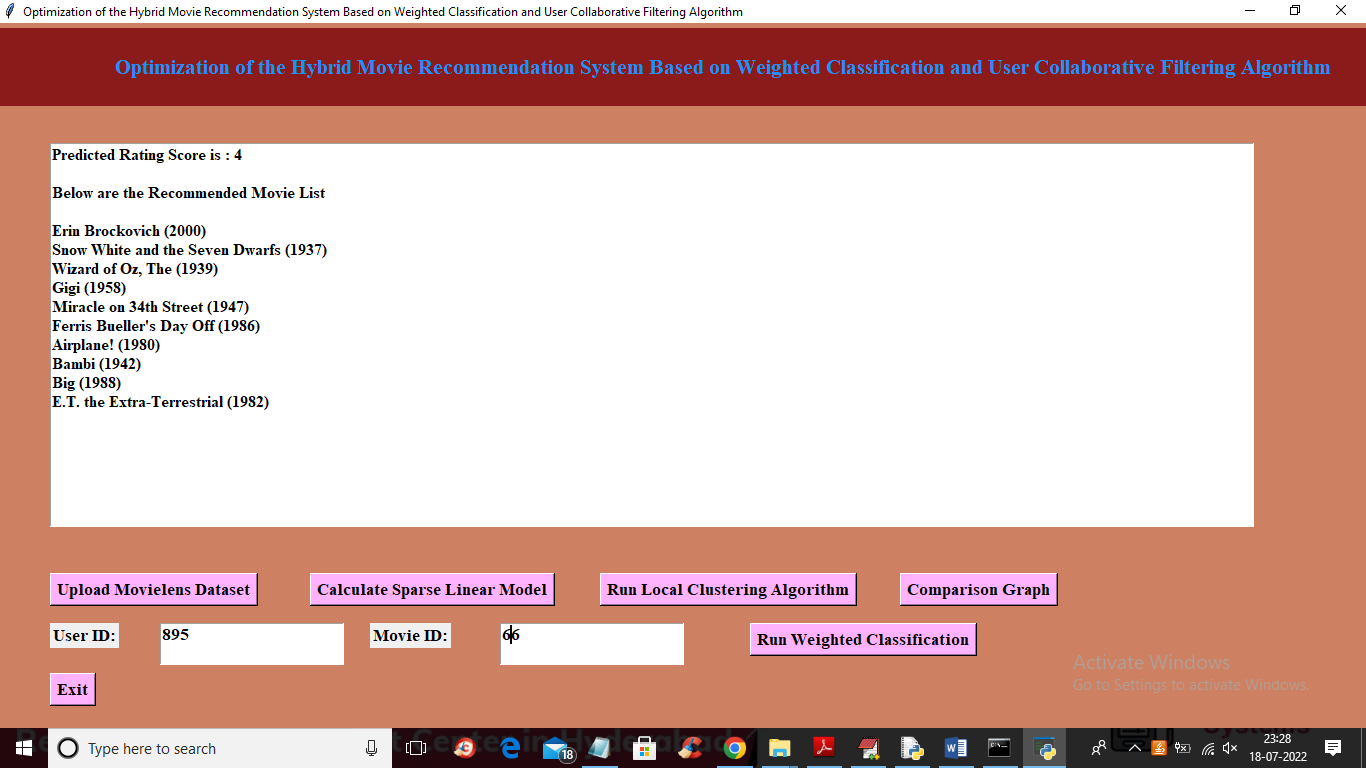 Optimization of the Hybrid Movie Recommendation System Based on Weighted Classification and User Collaborative Filtering Algorithm
Optimization of the Hybrid Movie Recommendation System Based on Weighted Classification and User Collaborative Filtering Algorithm
Predicted Rating Score is : 4
Below are the Recommended Movie List
Erin Brockovich (2000)
Snow White and the Seven Dwarfs (1937)
Wizard of Oz, The (1939)
Gigi (1958)
Miracle on 34th Street (1947)
Ferris Bueller's Day Off (1986)
Airplane! (1980)
Bambi (1942)
Big (1988)
E.T. the Extra-Terrestrial (1982)
Upload Movielens Dataset Calculate Sparse Linear Model Run Local Clustering Algorithm Comparison Graph
User ID: 895 Movie ID: 66 Run Weighted Classification
Activate Windows
Go to Settings to activate Windows.
Exit
Type here to search
18
23:28
18-07-2022